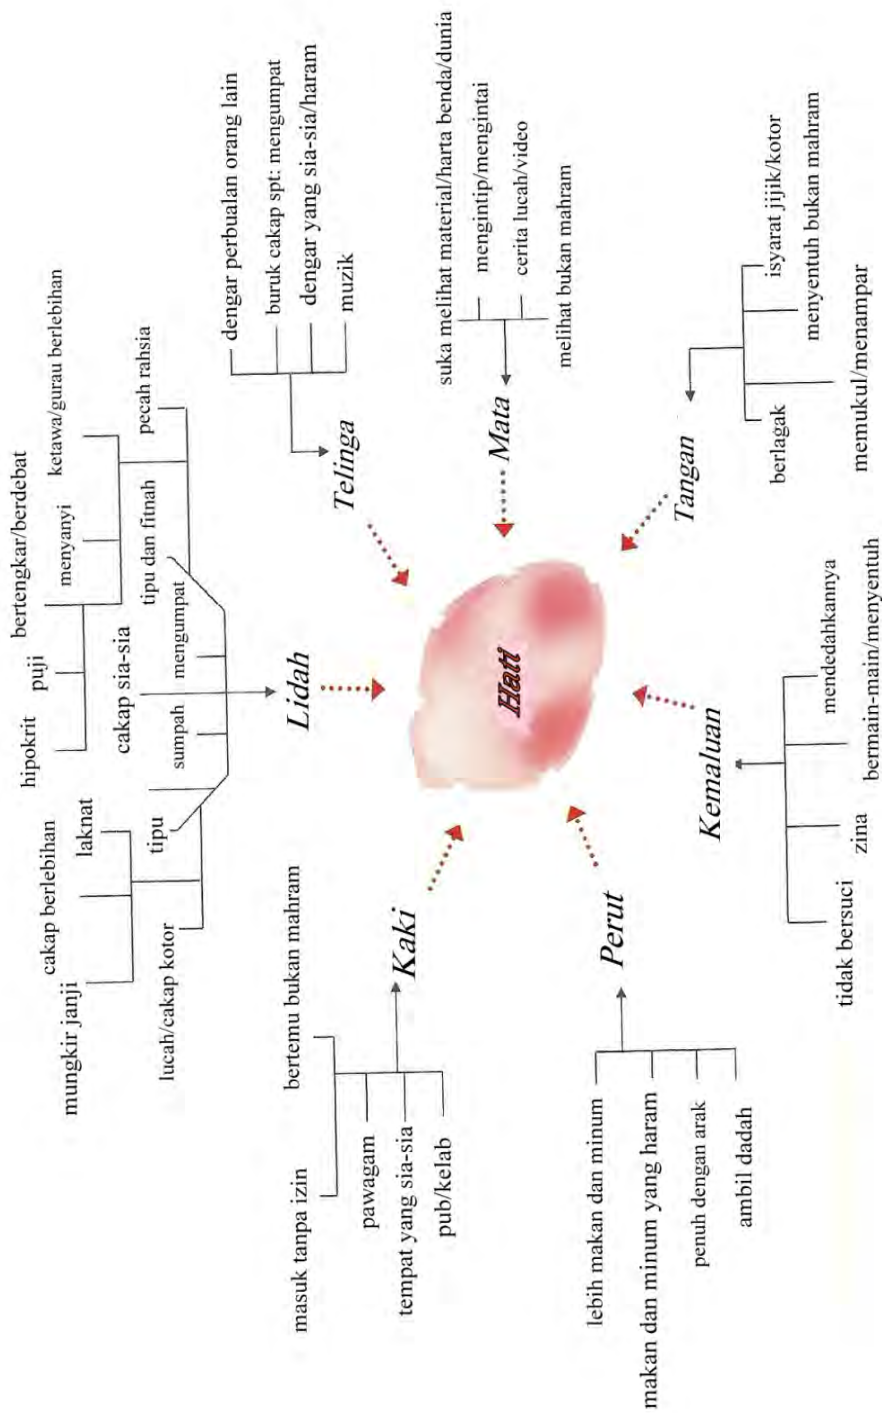 hipokrit
puji
bertengkar/berdebat
menyanyi
ketawa/gurau berlebihan
pecah rahsia
tipu dan fitnah
mengumpat
cakap sia-sia
sumpah
tipu
laknat
cakap berlebihan
mungkir janji
lucah/cakap kotor
Lidah
dengar perbualan orang lain
buruk cakap spt: mengumpat
dengar yang sia-sia/haram
muzik
Telinga
suka melihat material/harta benda/dunia
mengintip/mengintai
cerita lucah/video
melihat bukan mahram
Mata
Tangan
isyarat jijik/kotor
menyentuh bukan mahram
berlagak
memukul/menampar
Kemaluan
mendedahkannya
bermain-main/menyentuh
zina
tidak bersuci
Perut
lebih makan dan minum
makan dan minum yang haram
penuh dengan arak
ambil dadah
Kaki
bertemu bukan mahram
masuk tanpa izin
pawagam
tempat yang sia-sia
pub/kelab
Hati